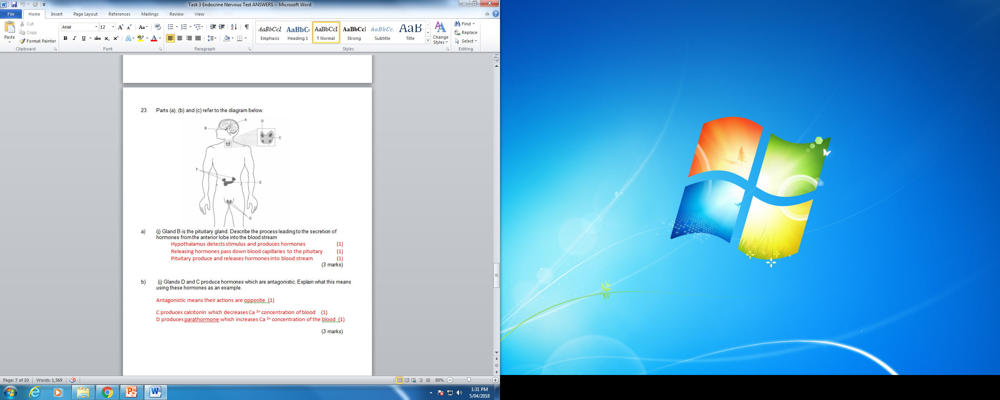 Task 3 Endocrine Nervous Test ANSWERS - Microsoft Word
File Home Insert Page Layout References Mailings Review View
Paste Cut Copy Format Painter
Arial 12
Aa
B I U abc x₂ x² A ab A
AaBbCcI AaBbC AaBbCcI AaBbCcI AaBbCc. AaB
Emphasis Heading 1 ¶ Normal Strong Subtitle Title
Change Styles
Find
Replace
Select
Clipboard Font Paragraph Styles Editing
23. Parts (a), (b) and (c) refer to the diagram below.
A
D
B
C
F
E
G
a) (i) Gland B is the pituitary gland. Describe the process leading to the secretion of
hormones from the anterior lobe into the blood stream
Hypothalamus detects stimulus and produces hormones (1)
Releasing hormones pass down blood capillaries to the pituitary (1)
Pituitary produce and releases hormones into blood stream (1)
(3 marks)
b) (i) Glands D and C produce hormones which are antagonistic. Explain what this means
using these hormones as an example.
Antagonistic means their actions are opposite (1)
C produces calcitonin which decreases Ca ²⁺ concentration of blood (1)
D produces parathormone which increases Ca ²⁺ concentration of the blood (1)
(3 marks)
Page: 7 of 10 Words: 1,569 80%
1:31 PM
5/04/2018